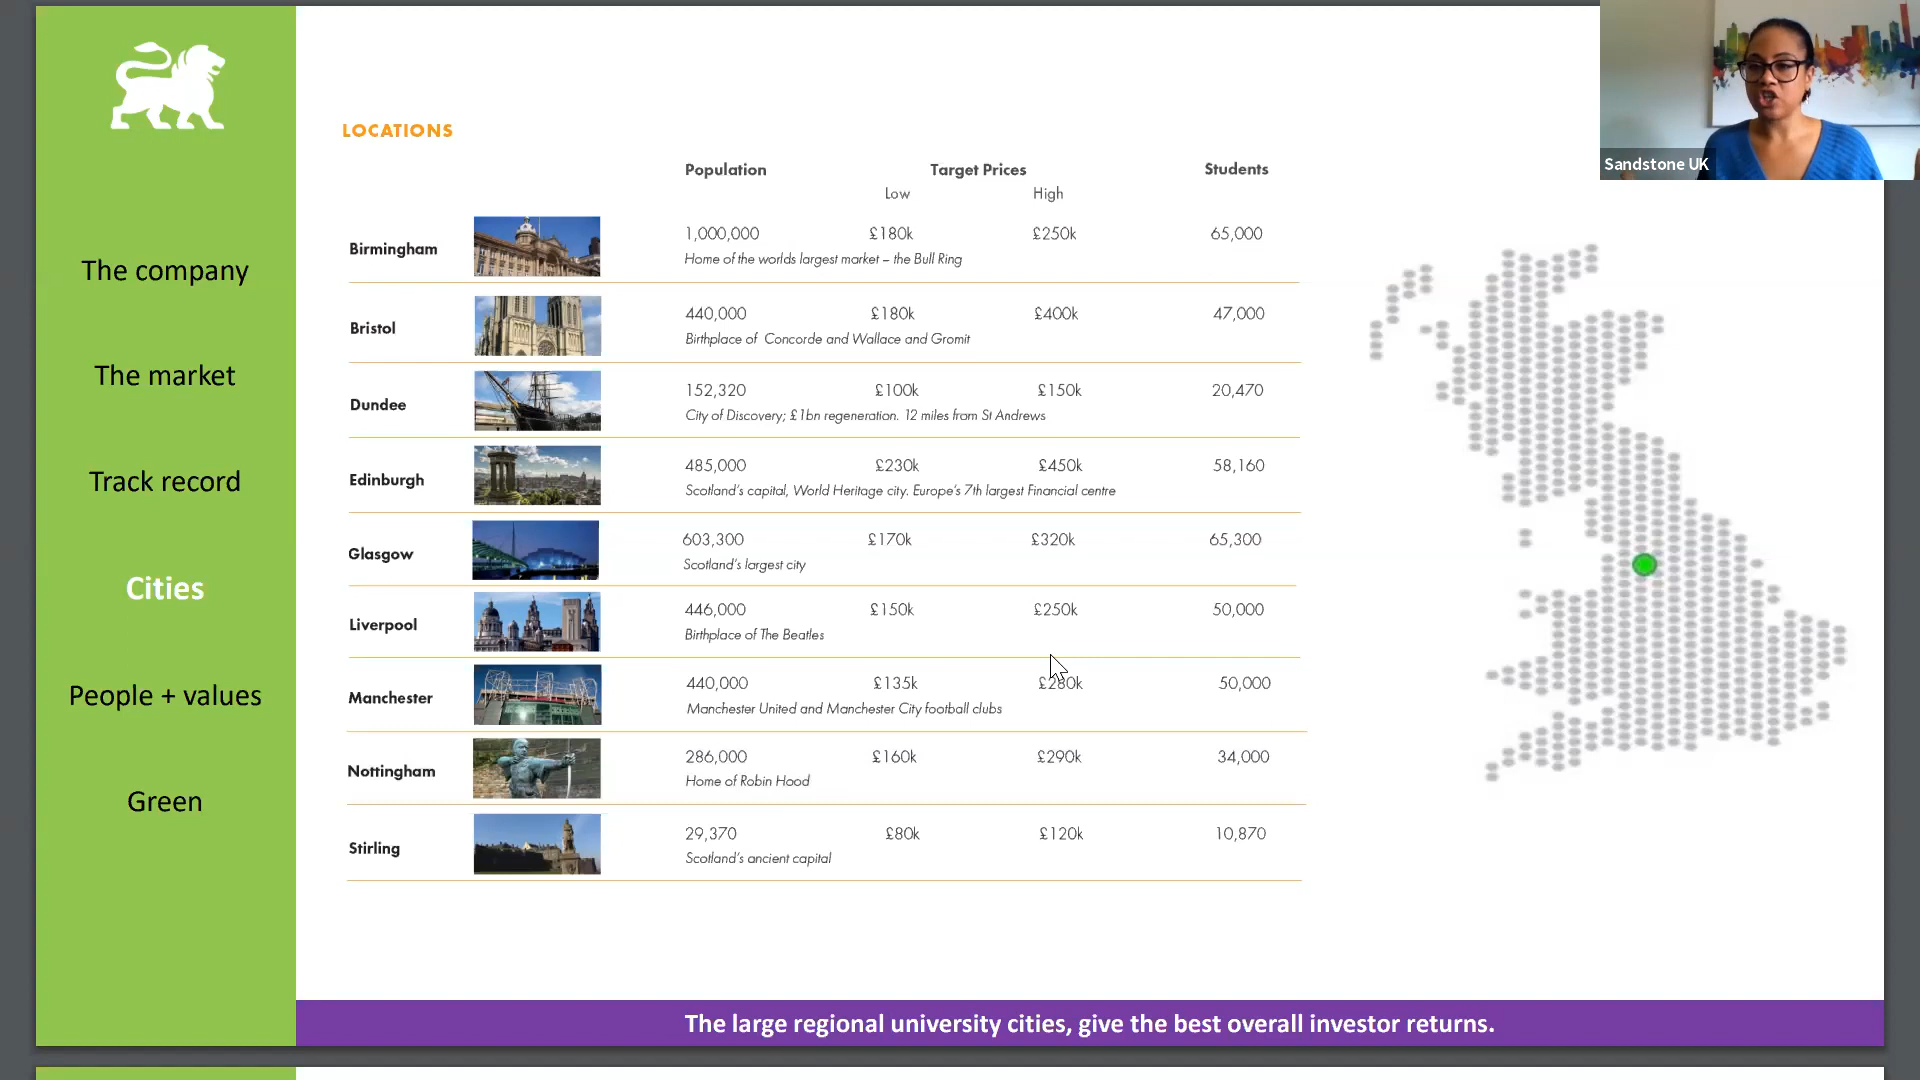 Sandstone UK
LOCATIONS
Population Target Prices Students
Low High
The company
The market
Track record
Cities
People + values
Green
Birmingham 1,000,000 £180k £250k 65,000
Home of the worlds largest market – the Bull Ring
Bristol 440,000 £180k £400k 47,000
Birthplace of Concorde and Wallace and Gromit
Dundee 152,320 £100k £150k 20,470
City of Discovery; £1bn regeneration. 12 miles from St Andrews
Edinburgh 485,000 £230k £450k 58,160
Scotland's capital, World Heritage city. Europe's 7th largest Financial centre
Glasgow 603,300 £170k £320k 65,300
Scotland's largest city
Liverpool 446,000 £150k £250k 50,000
Birthplace of The Beatles
Manchester 440,000 £135k £280k 50,000
Manchester United and Manchester City football clubs
Nottingham 286,000 £160k £290k 34,000
Home of Robin Hood
Stirling 29,370 £80k £120k 10,870
Scotland's ancient capital
The large regional university cities, give the best overall investor returns.